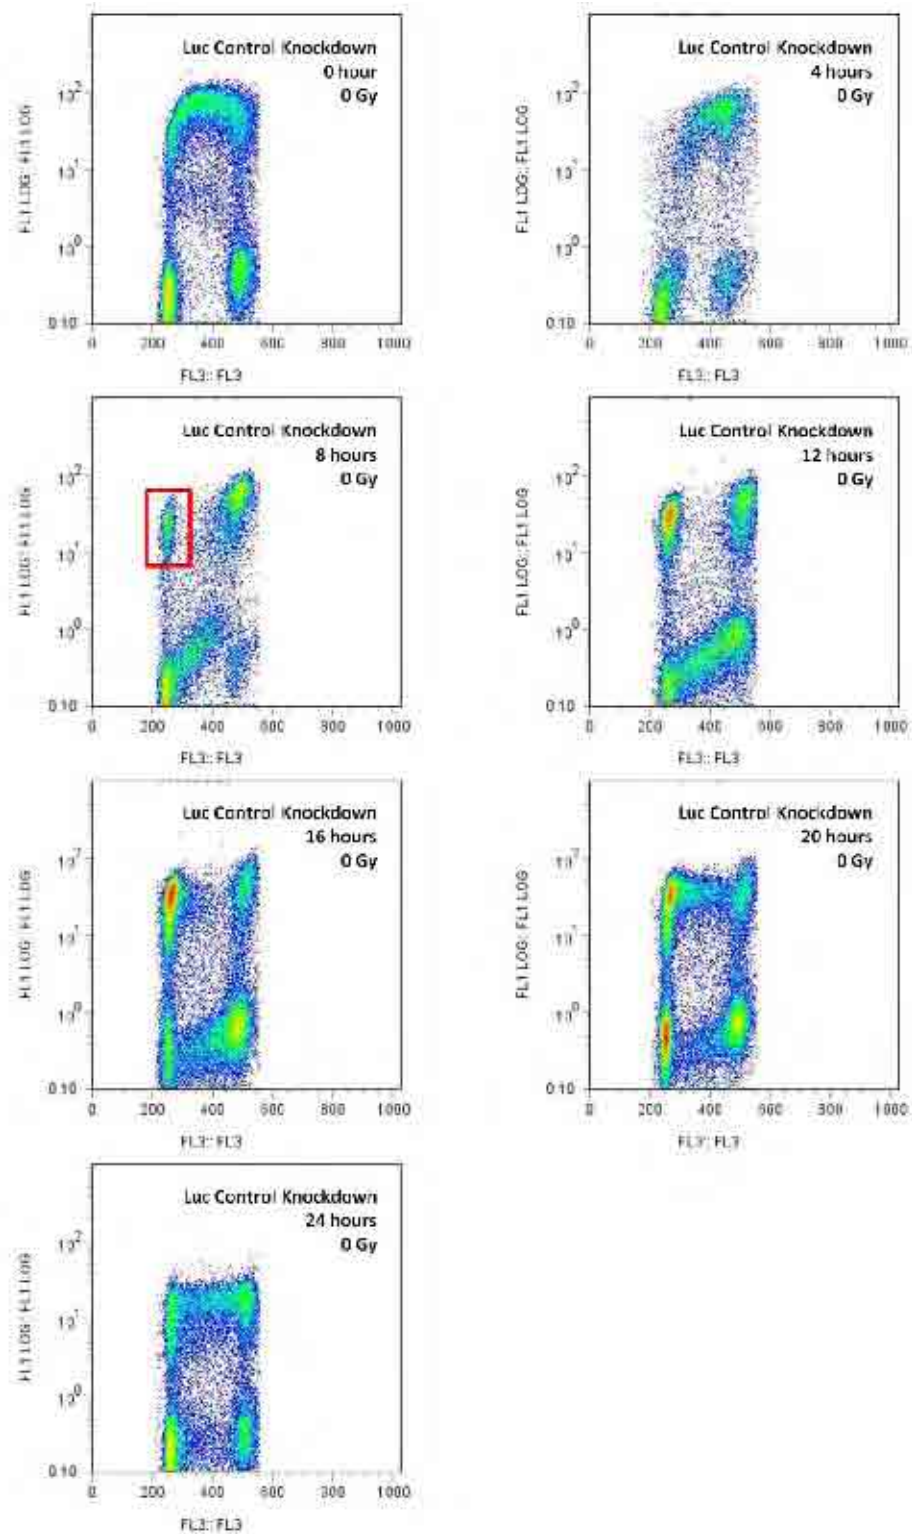 Luc Control Knockdown
0 hour
0 Gy
10²
10¹
10⁰
0.10
0 200 400 600 800 1000
FL1 LOG:: FL1 LOG
FL3:: FL3
Luc Control Knockdown
4 hours
0 Gy
10²
10¹
10⁰
0.10
0 200 400 600 800 1000
FL1 LOG:: FL1 LOG
FL3:: FL3
Luc Control Knockdown
8 hours
0 Gy
10²
10¹
10⁰
0.10
0 200 400 600 800 1000
FL1 LOG:: FL1 LOG
FL3:: FL3
Luc Control Knockdown
12 hours
0 Gy
10²
10¹
10⁰
0.10
0 200 400 600 800 1000
FL1 LOG:: FL1 LOG
FL3:: FL3
Luc Control Knockdown
16 hours
0 Gy
10²
10¹
10⁰
0.10
0 200 400 600 800 1000
FL1 LOG:: FL1 LOG
FL3:: FL3
Luc Control Knockdown
20 hours
0 Gy
10²
10¹
10⁰
0.10
0 200 400 600 800 1000
FL1 LOG:: FL1 LOG
FL3:: FL3
Luc Control Knockdown
24 hours
0 Gy
10²
10¹
10⁰
0.10
0 200 400 600 800 1000
FL1 LOG:: FL1 LOG
FL3:: FL3